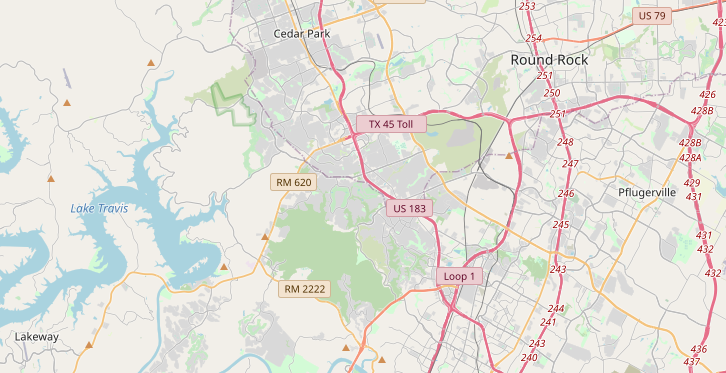 253
US 79
Cedar Park
254
Round Rock
251
426
250
251
428B
TX 45 Toll
248
428B
428A
247
RM 620
429
246
Pflugerville
431
Lake Travis
US 183
245
431
432
243
432
Loop 1
RM 2222
244
241
Lakeway
243
436
240
437